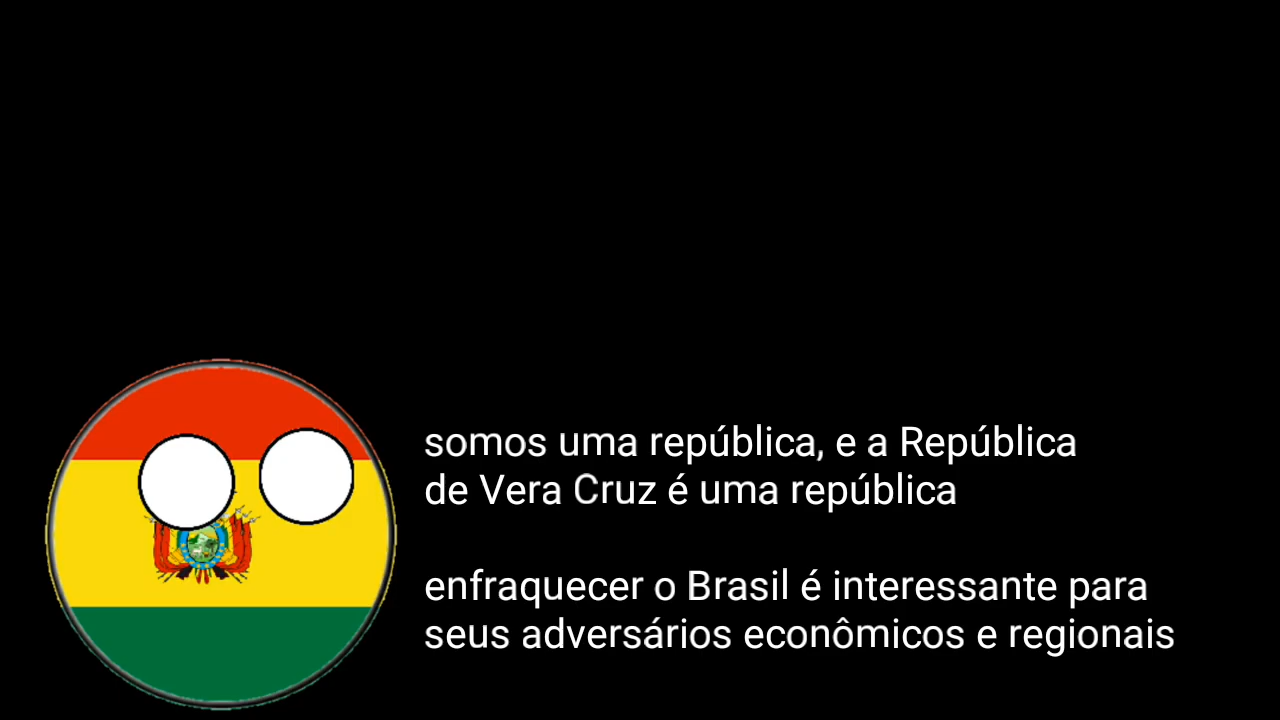 somos uma república, e a República
de Vera Cruz é uma república
enfraquecer o Brasil é interessante para
seus adversários econômicos e regionais